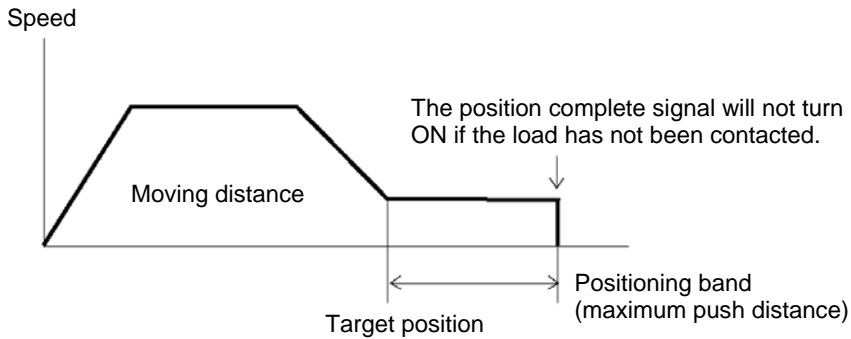 Speed
The position complete signal will not turn
ON if the load has not been contacted.
Moving distance
Positioning band
(maximum push distance)
Target position